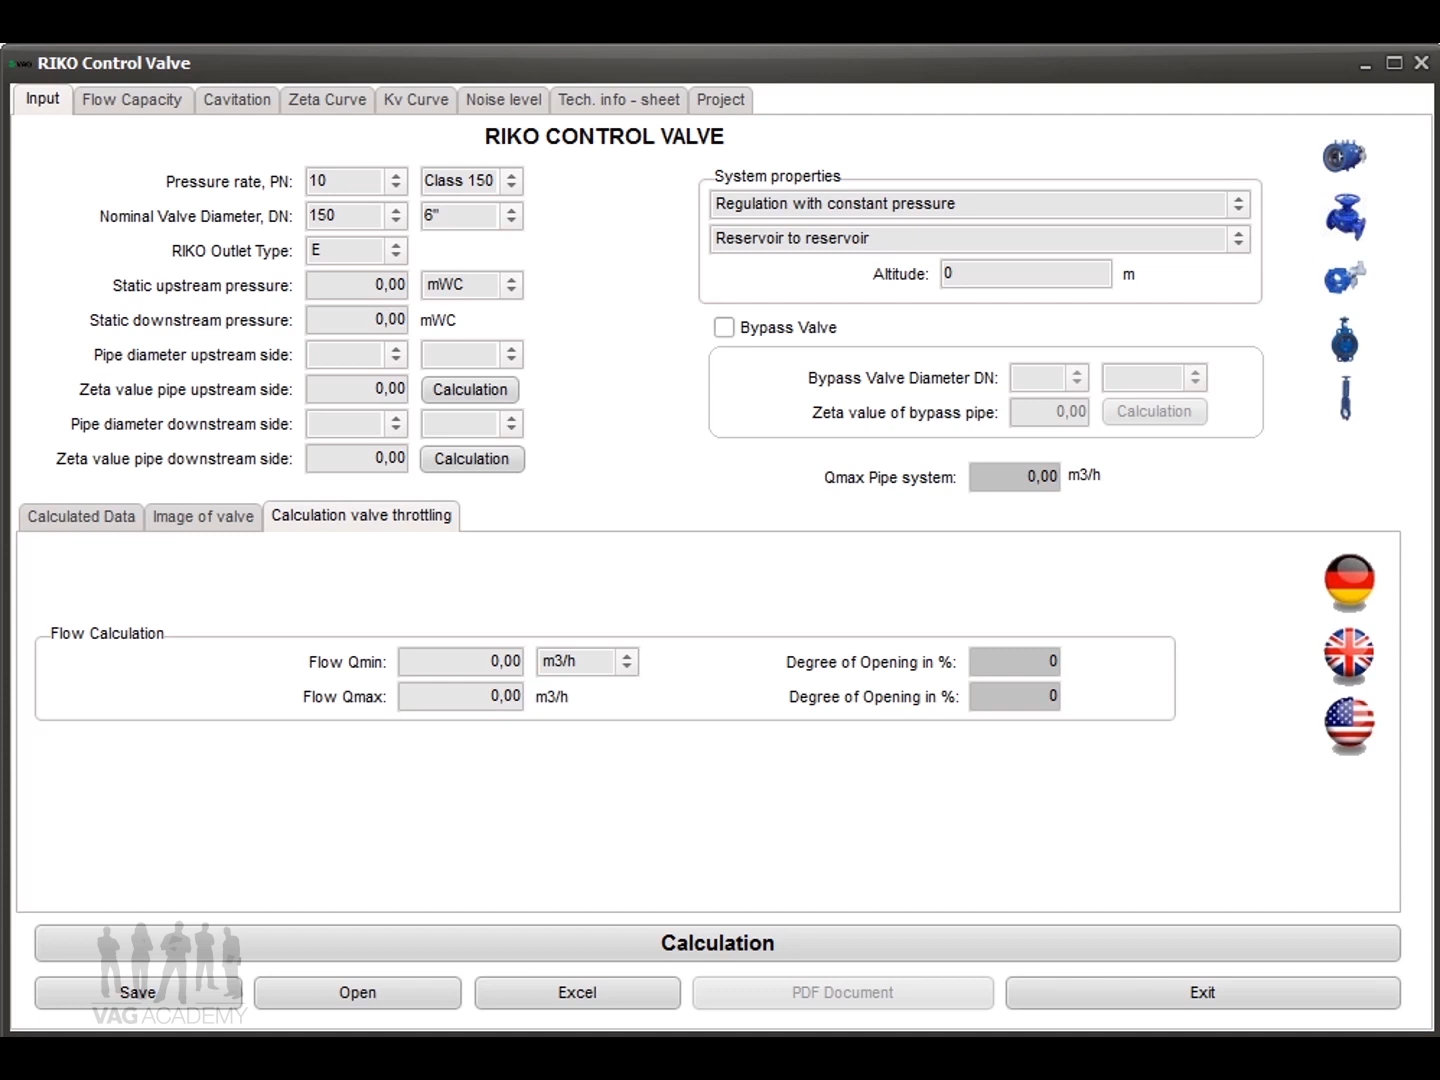 RIKO Control Valve
Input Flow Capacity Cavitation Zeta Curve Kv Curve Noise level Tech. info - sheet Project
RIKO CONTROL VALVE
Pressure rate, PN: 10 Class 150
Nominal Valve Diameter, DN: 150 6"
RIKO Outlet Type: E
Static upstream pressure: 0,00 mWC
Static downstream pressure: 0,00 mWC
Pipe diameter upstream side:
Zeta value pipe upstream side: 0,00 Calculation
Pipe diameter downstream side:
Zeta value pipe downstream side: 0,00 Calculation
System properties
Regulation with constant pressure
Reservoir to reservoir
Altitude: 0 m
Bypass Valve
Bypass Valve Diameter DN:
Zeta value of bypass pipe: 0,00 Calculation
Qmax Pipe system: 0,00 m3/h
Calculated Data Image of valve Calculation valve throttling
Flow Calculation
Flow Qmin: 0,00 m3/h Degree of Opening in %: 0
Flow Qmax: 0,00 m3/h Degree of Opening in %: 0
Calculation
Save Open Excel PDF Document Exit
VAG ACADEMY